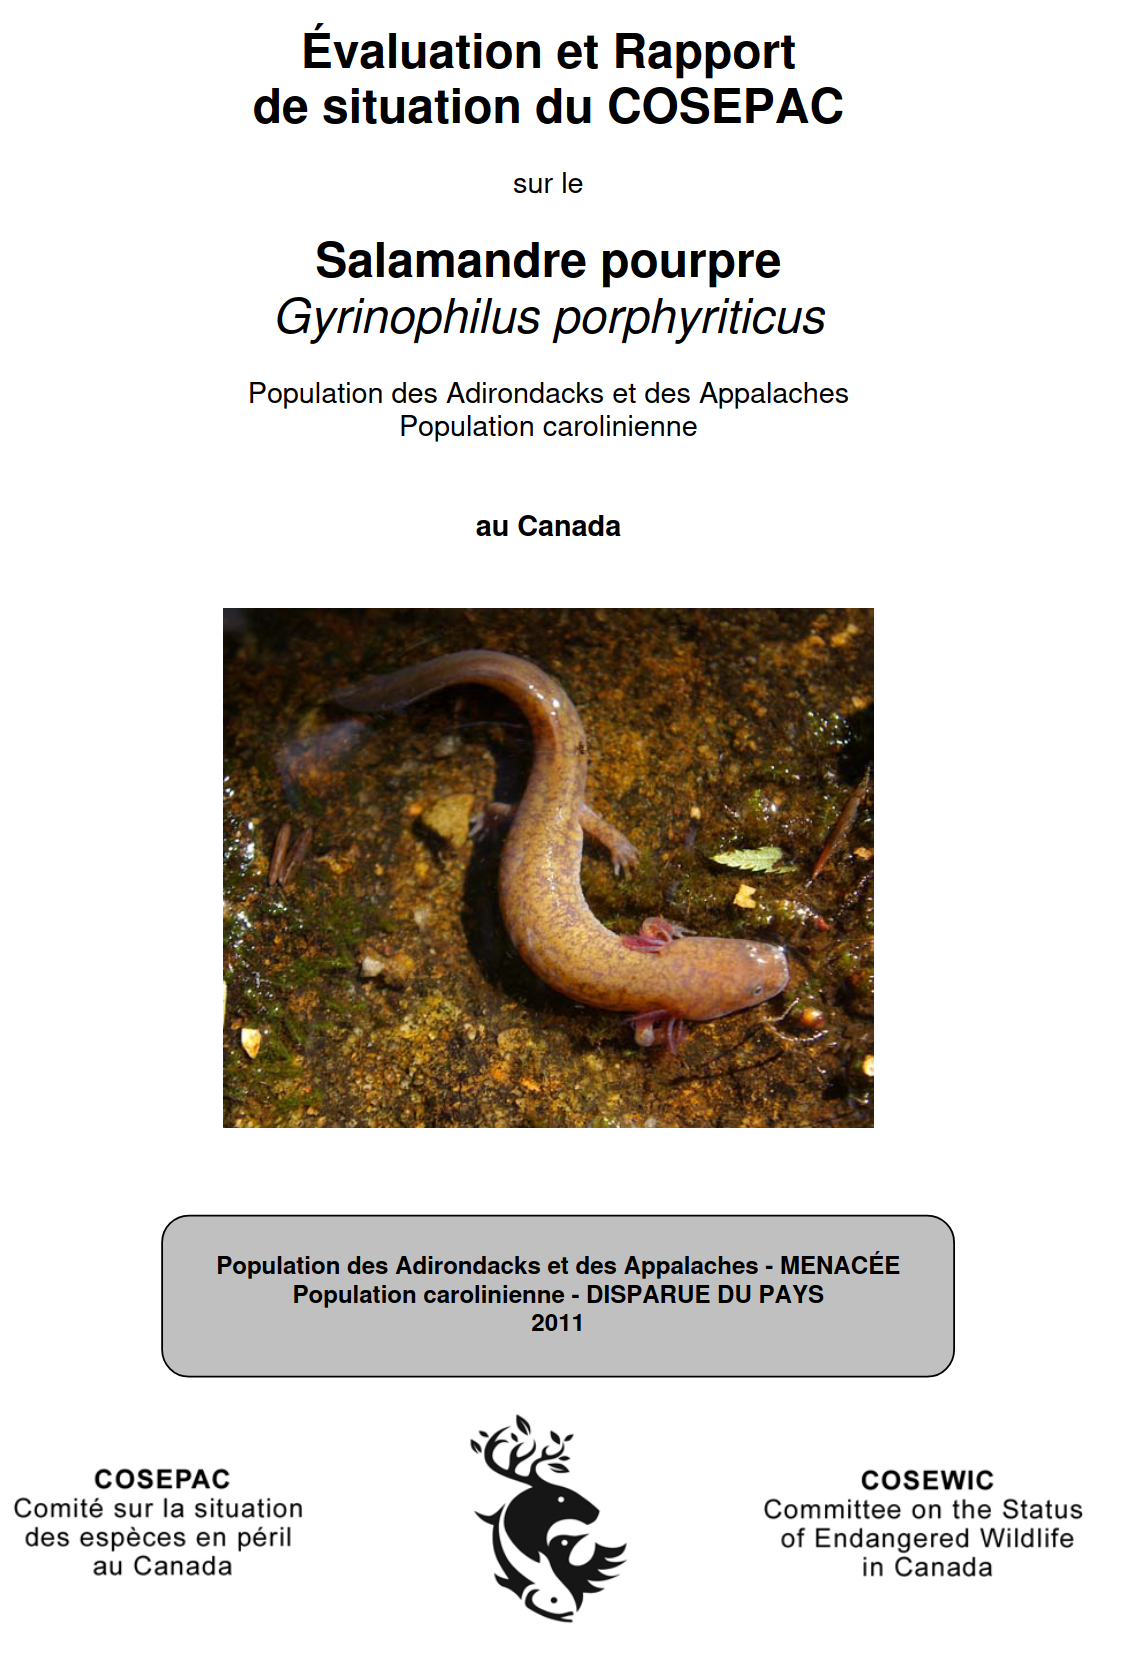 Évaluation et Rapport
de situation du COSEPAC
sur le
Salamandre pourpre
Gyrinophilus porphyriticus
Population des Adirondacks et des Appalaches
Population carolinienne
au Canada
Population des Adirondacks et des Appalaches - MENACÉE
Population carolinienne - DISPARUE DU PAYS
2011
COSEPAC
Comité sur la situation
des espèces en péril
au Canada
COSEWIC
Committee on the Status
of Endangered Wildlife
in Canada